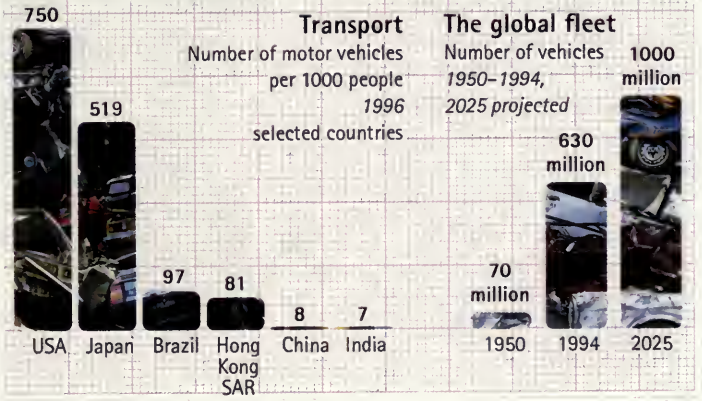 Transport
Number of motor vehicles
per 1000 people
1996
selected countries
750
519
97
81
8
7
USA
Japan
Brazil
Hong
Kong
SAR
China
India
The global fleet
Number of vehicles
1950–1994,
2025 projected
70
million
630
million
1000
million
1950
1994
2025